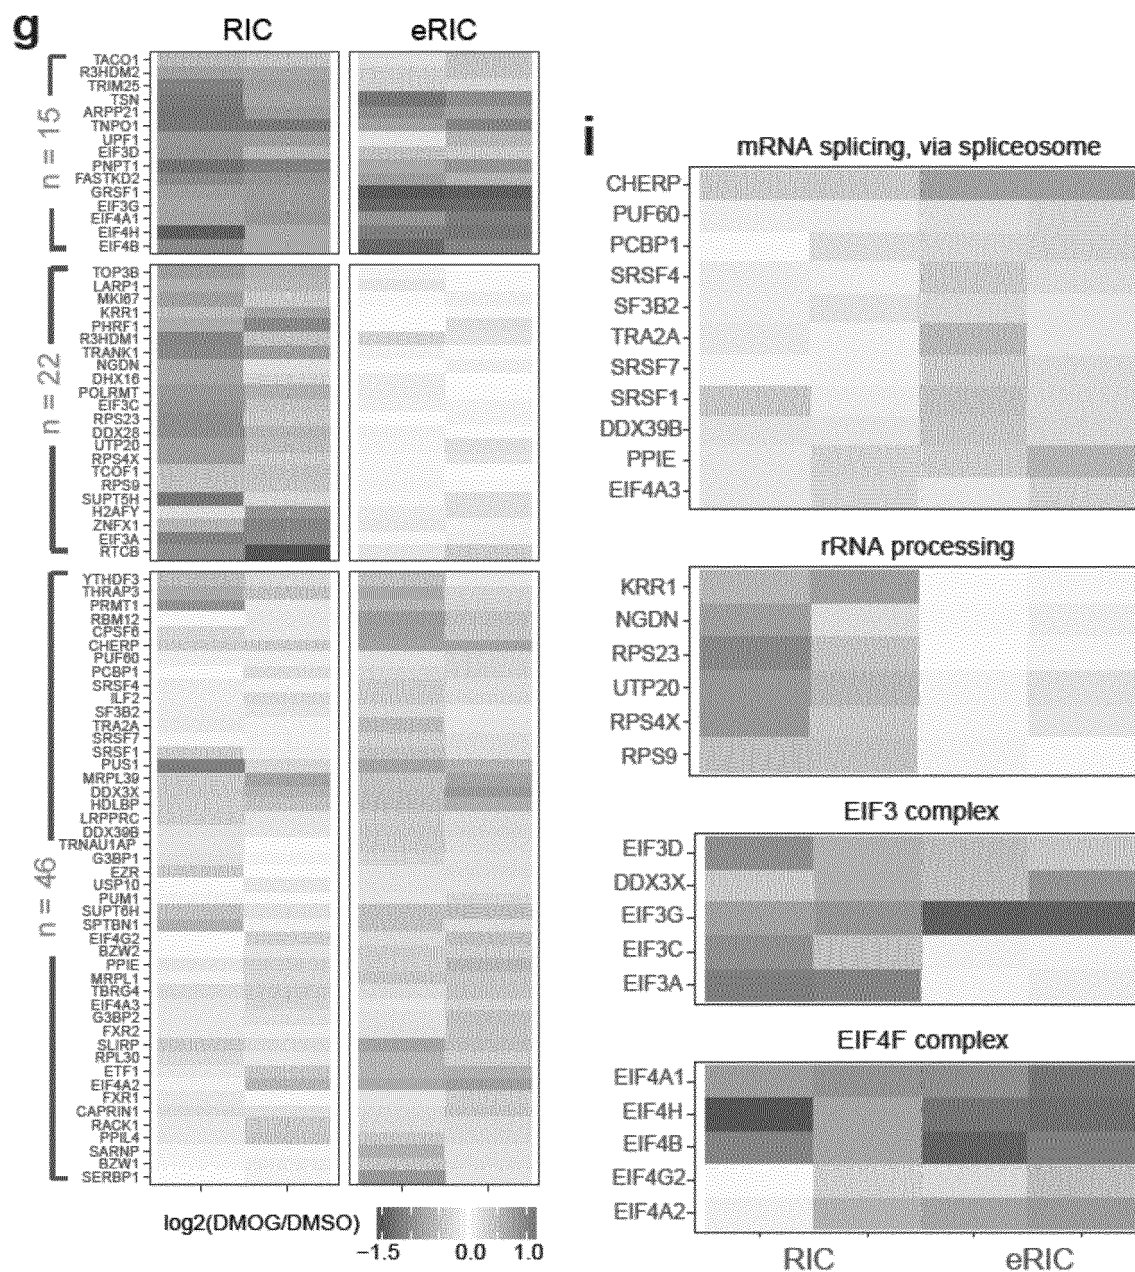 g
RIC eRIC
n = 15
TACO1
R3HDM2
TRIM25
TSN
ARPP21
TNPO1
UPF1
EIF3D
PNPT1
FASTKD2
GRSF1
EIF3G
EIF4A1
EIF4H
EIF4B
n = 22
TOP3B
LARP1
MKI67
KRR1
PHRF1
R3HDM1
TRANK1
NGDN
DHX16
POLRMT
EIF3C
RPS23
DDX28
UTP20
RPS4X
TCOF1
RPS9
SUPT5H
H2AFY
ZNFX1
EIF3A
RTCB
n = 46
YTHDF3
THRAP3
PRMT1
RBM12
CPSF6
CHERP
PUF60
PCBP1
SRSF4
ILF2
SF3B2
TRA2A
SRSF7
SRSF1
PUS1
MRPL39
DDX3X
HDLBP
LRPPRC
DDX39B
TRNAU1AP
G3BP1
EZR
USP10
PUM1
SUPT6H
SPTBN1
EIF4G2
BZW2
PPIE
MRPL1
TBRG4
EIF4A3
G3BP2
FXR2
SLIRP
RPL30
ETF1
EIF4A2
FXR1
CAPRIN1
RACK1
PPIL4
SARNP
BZW1
SERBP1
log2(DMOG/DMSO)
−1.5 0.0 1.0
i
mRNA splicing, via spliceosome
CHERP
PUF60
PCBP1
SRSF4
SF3B2
TRA2A
SRSF7
SRSF1
DDX39B
PPIE
EIF4A3
rRNA processing
KRR1
NGDN
RPS23
UTP20
RPS4X
RPS9
EIF3 complex
EIF3D
DDX3X
EIF3G
EIF3C
EIF3A
EIF4F complex
EIF4A1
EIF4H
EIF4B
EIF4G2
EIF4A2
RIC eRIC